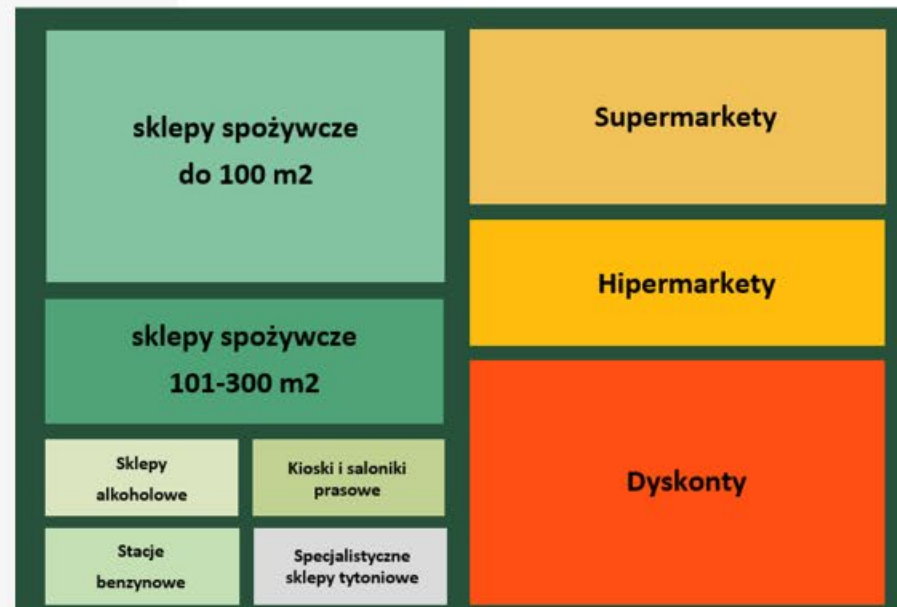 sklepy spożywcze
do 100 m2
sklepy spożywcze
101-300 m2
Sklepy
alkoholowe
Kioski i saloniki
prasowe
Stacje
benzynowe
Specjalistyczne
sklepy tytoniowe
Supermarkety
Hipermarkety
Dyskonty